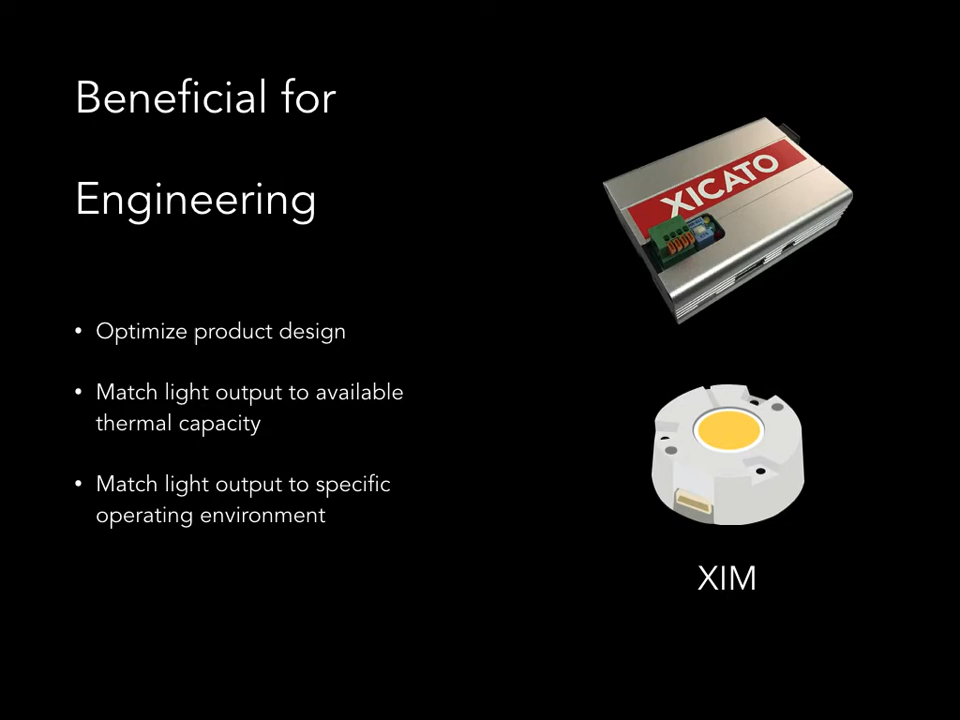 Beneficial for
Engineering
• Optimize product design
• Match light output to available
thermal capacity
• Match light output to specific
operating environment
XICATO
XIM